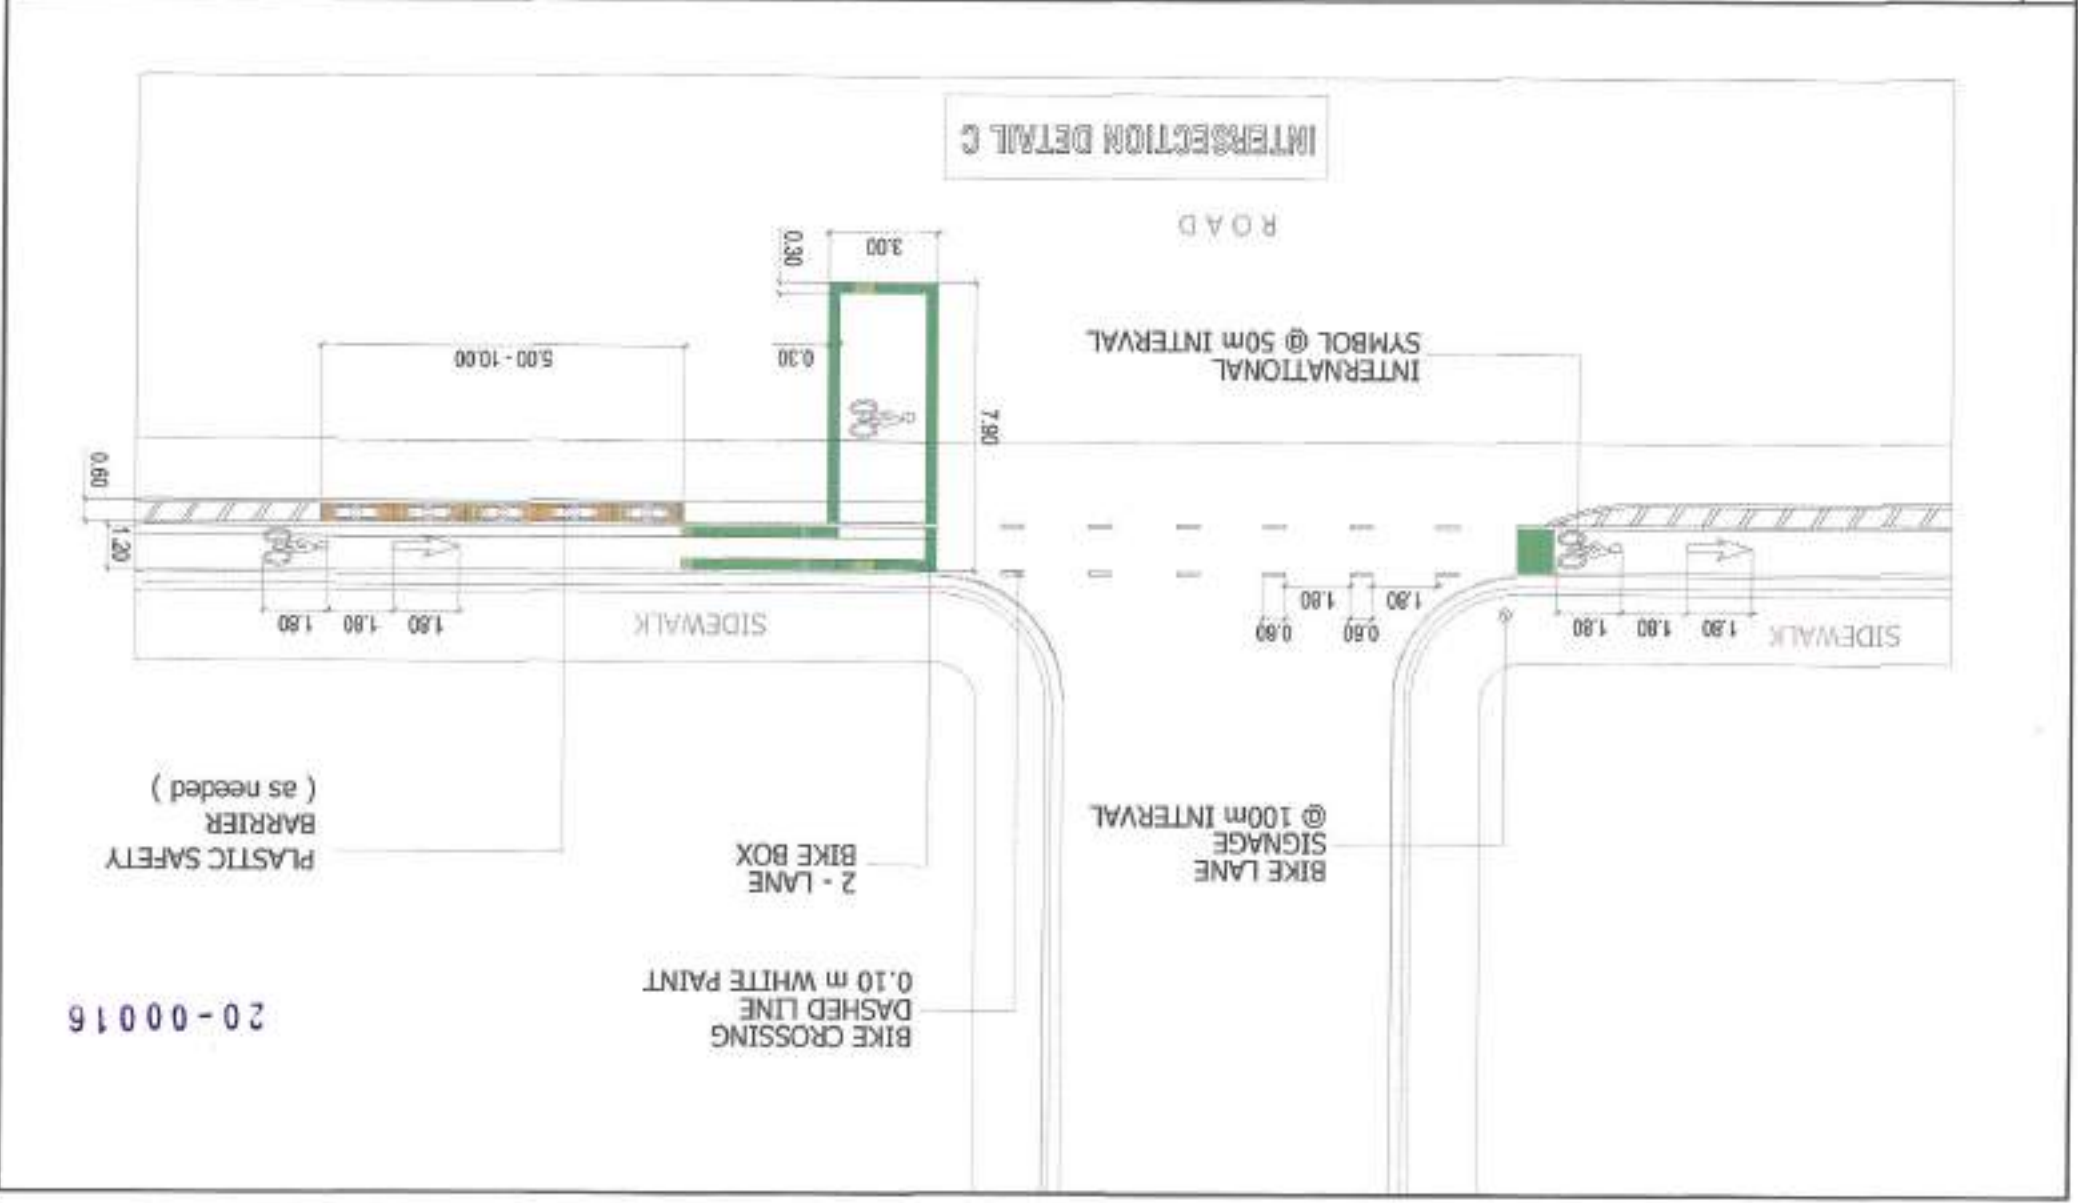 20-00016
BIKE CROSSING
DASHED LINE
0.10 m WHITE PAINT
BIKE LANE
SIGNAGE
@ 100m INTERVAL
2 - LANE
BIKE BOX
PLASTIC SAFETY
BARRIER
( as needed )
SIDEWALK
1.80
1.80
1.80
0.60
0.60
1.80
1.80
SIDEWALK
1.80
1.80
1.80
1.20
0.60
7.90
INTERNATIONAL
SYMBOL @ 50m INTERVAL
0.30
5.00 - 10.00
3.00
0.30
ROAD
INTERSECTION DETAIL C